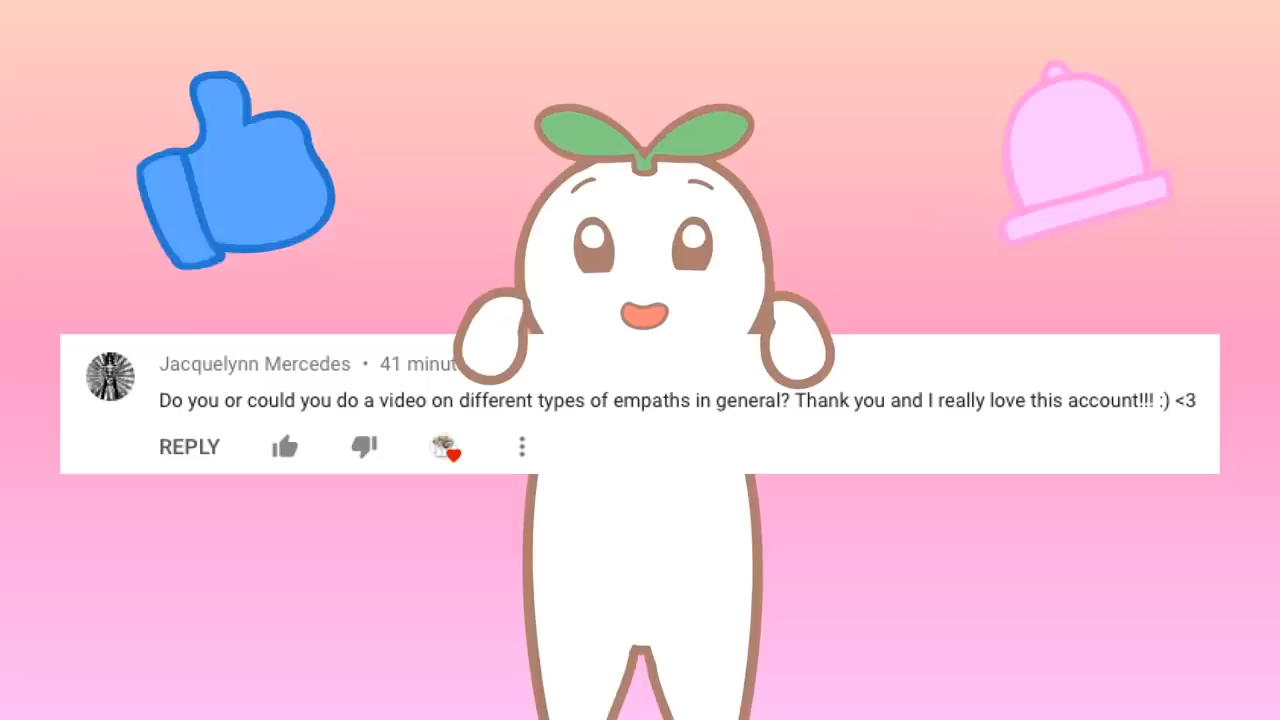 Jacquelynn Mercedes • 41
Do you or could you do a video on different types of empaths in general? Thank you and I really love this account!!! :) <3
REPLY